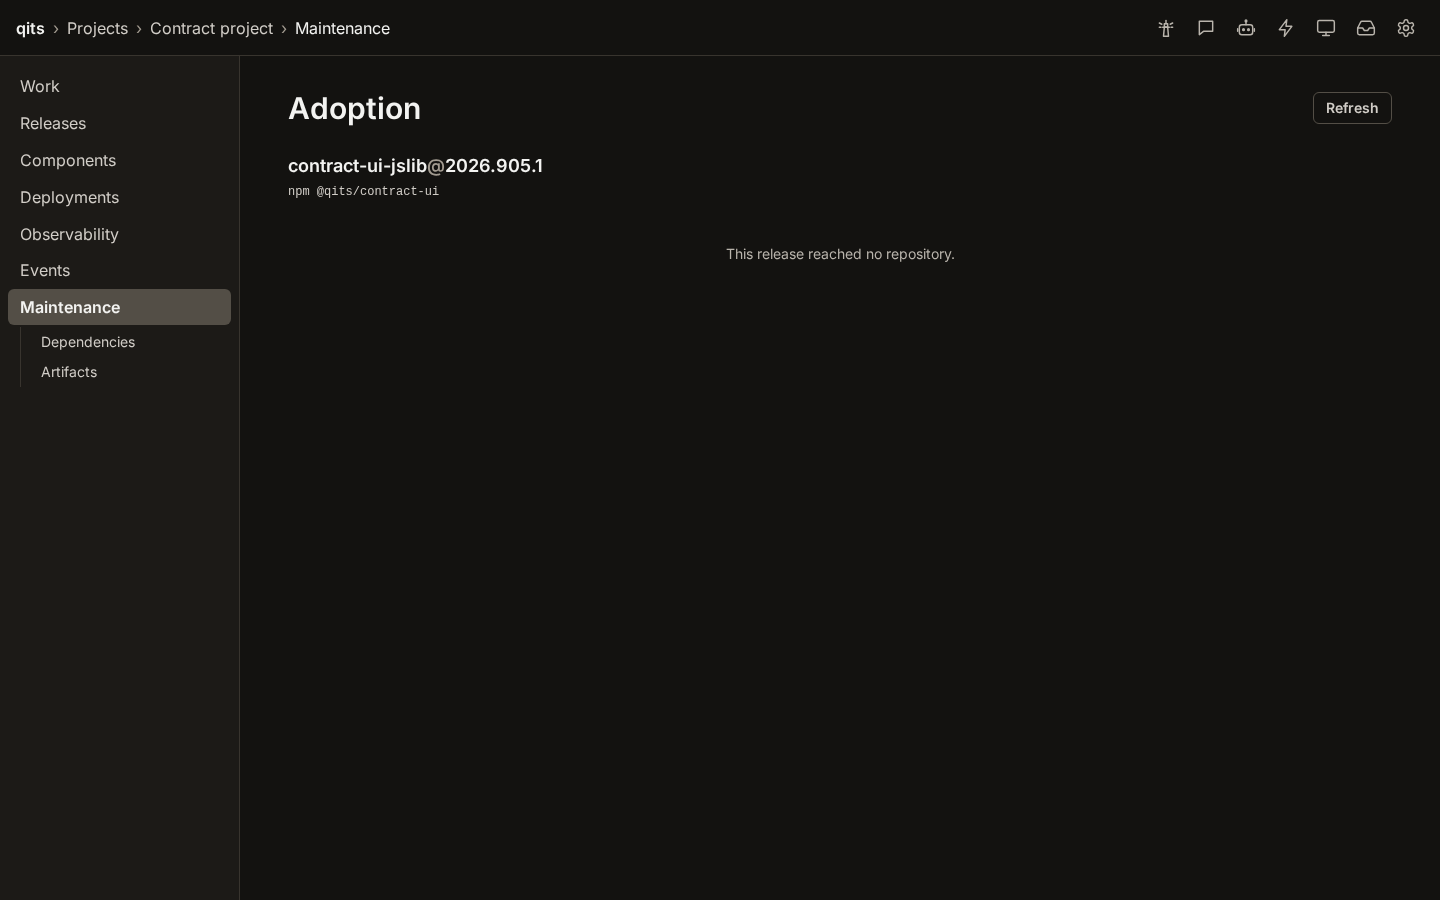 qits › Projects › Contract project › Maintenance
Work
Releases
Components
Deployments
Observability
Events
Maintenance
Dependencies
Artifacts
Adoption
Refresh
contract-ui-jslib@2026.905.1
npm @qits/contract-ui
This release reached no repository.